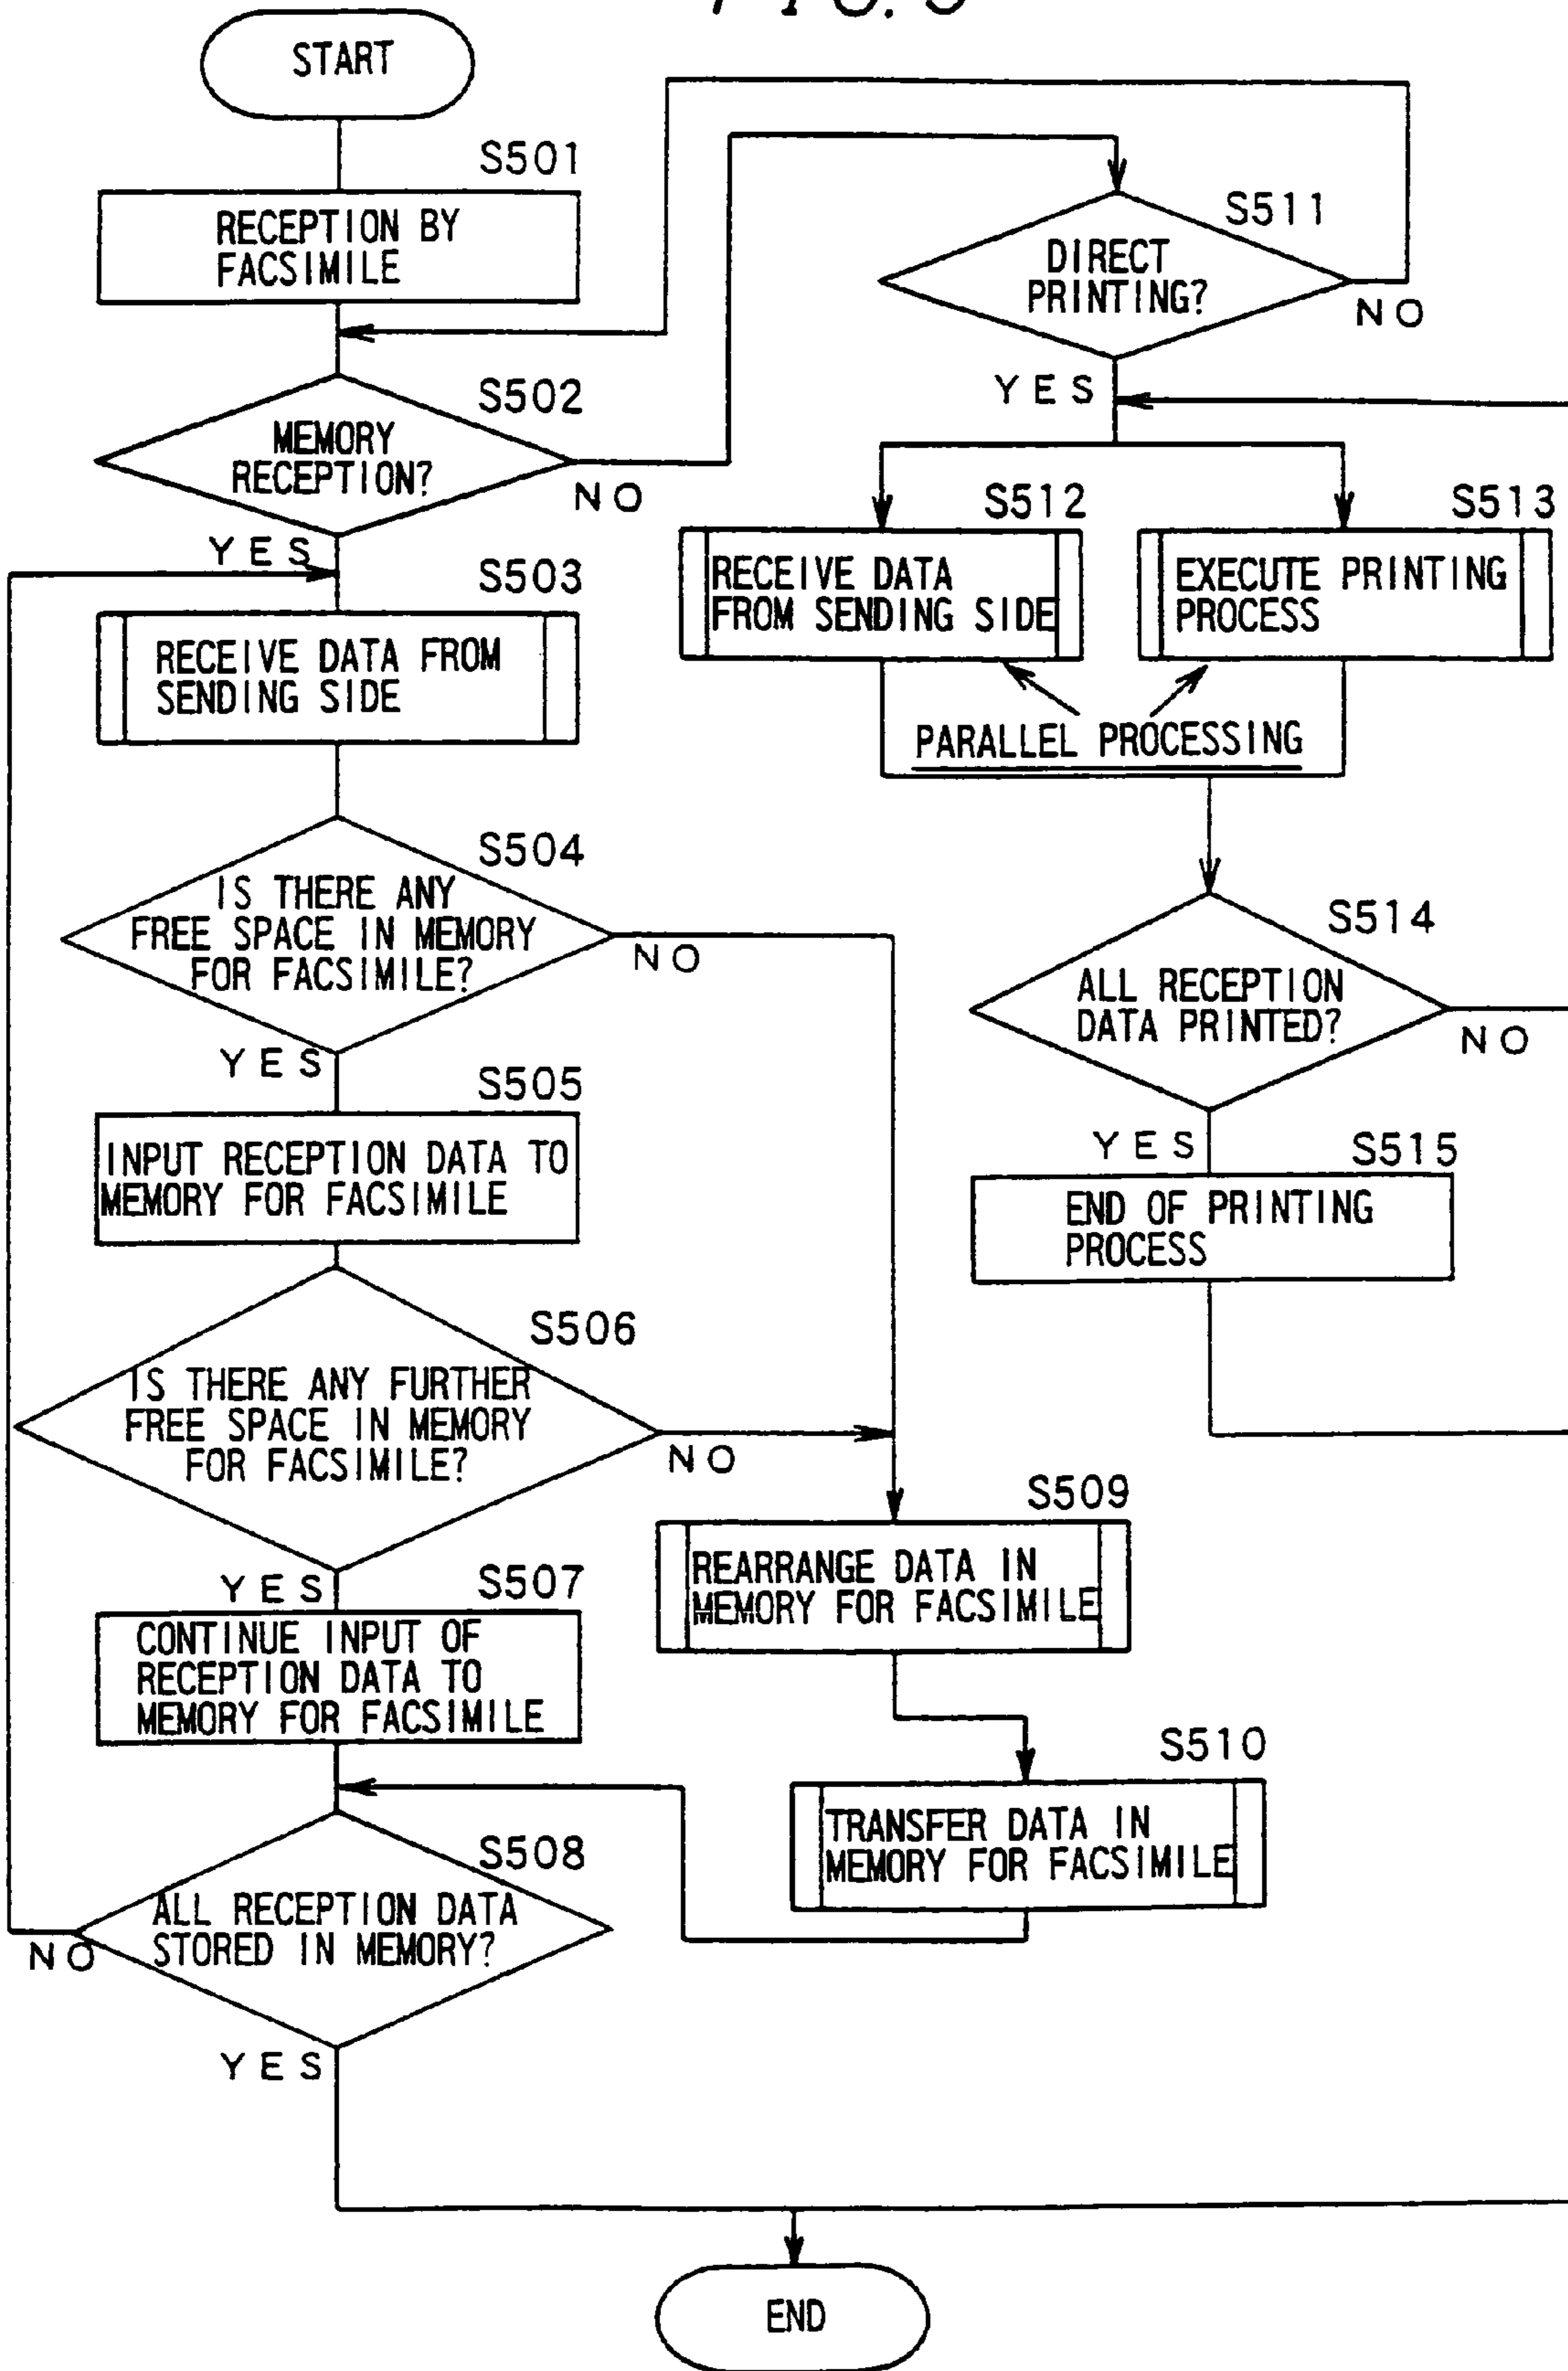 START
S501
RECEPTION BY
FACSIMILE
S502
MEMORY
RECEPTION?
NO
YES
S503
RECEIVE DATA FROM
SENDING SIDE
S504
IS THERE ANY
FREE SPACE IN MEMORY
FOR FACSIMILE?
NO
YES
S505
INPUT RECEPTION DATA TO
MEMORY FOR FACSIMILE
S506
IS THERE ANY FURTHER
FREE SPACE IN MEMORY
FOR FACSIMILE?
NO
YES
S507
CONTINUE INPUT OF
RECEPTION DATA TO
MEMORY FOR FACSIMILE
S508
ALL RECEPTION DATA
STORED IN MEMORY?
NO
YES
S509
REARRANGE DATA IN
MEMORY FOR FACSIMILE
S510
TRANSFER DATA IN
MEMORY FOR FACSIMILE
S511
DIRECT
PRINTING?
NO
YES
S512
RECEIVE DATA
FROM SENDING SIDE
S513
EXECUTE PRINTING
PROCESS
PARALLEL PROCESSING
S514
ALL RECEPTION
DATA PRINTED?
NO
YES
S515
END OF PRINTING
PROCESS
END